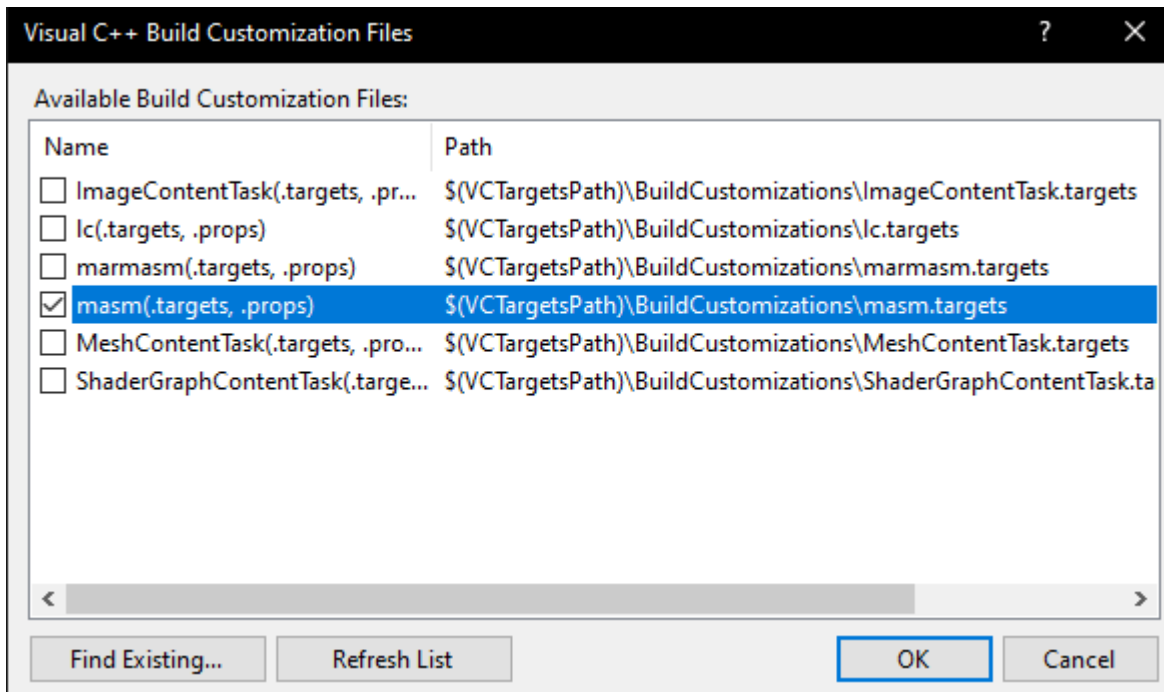 Visual C++ Build Customization Files
Available Build Customization Files:
Name Path
ImageContentTask(.targets, .pr... $(VCTargetsPath)\BuildCustomizations\ImageContentTask.targets
lc(.targets, .props) $(VCTargetsPath)\BuildCustomizations\lc.targets
marmasm(.targets, .props) $(VCTargetsPath)\BuildCustomizations\marmasm.targets
masm(.targets, .props) $(VCTargetsPath)\BuildCustomizations\masm.targets
MeshContentTask(.targets, .pro... $(VCTargetsPath)\BuildCustomizations\MeshContentTask.targets
ShaderGraphContentTask(.targe... $(VCTargetsPath)\BuildCustomizations\ShaderGraphContentTask.ta
Find Existing... Refresh List OK Cancel